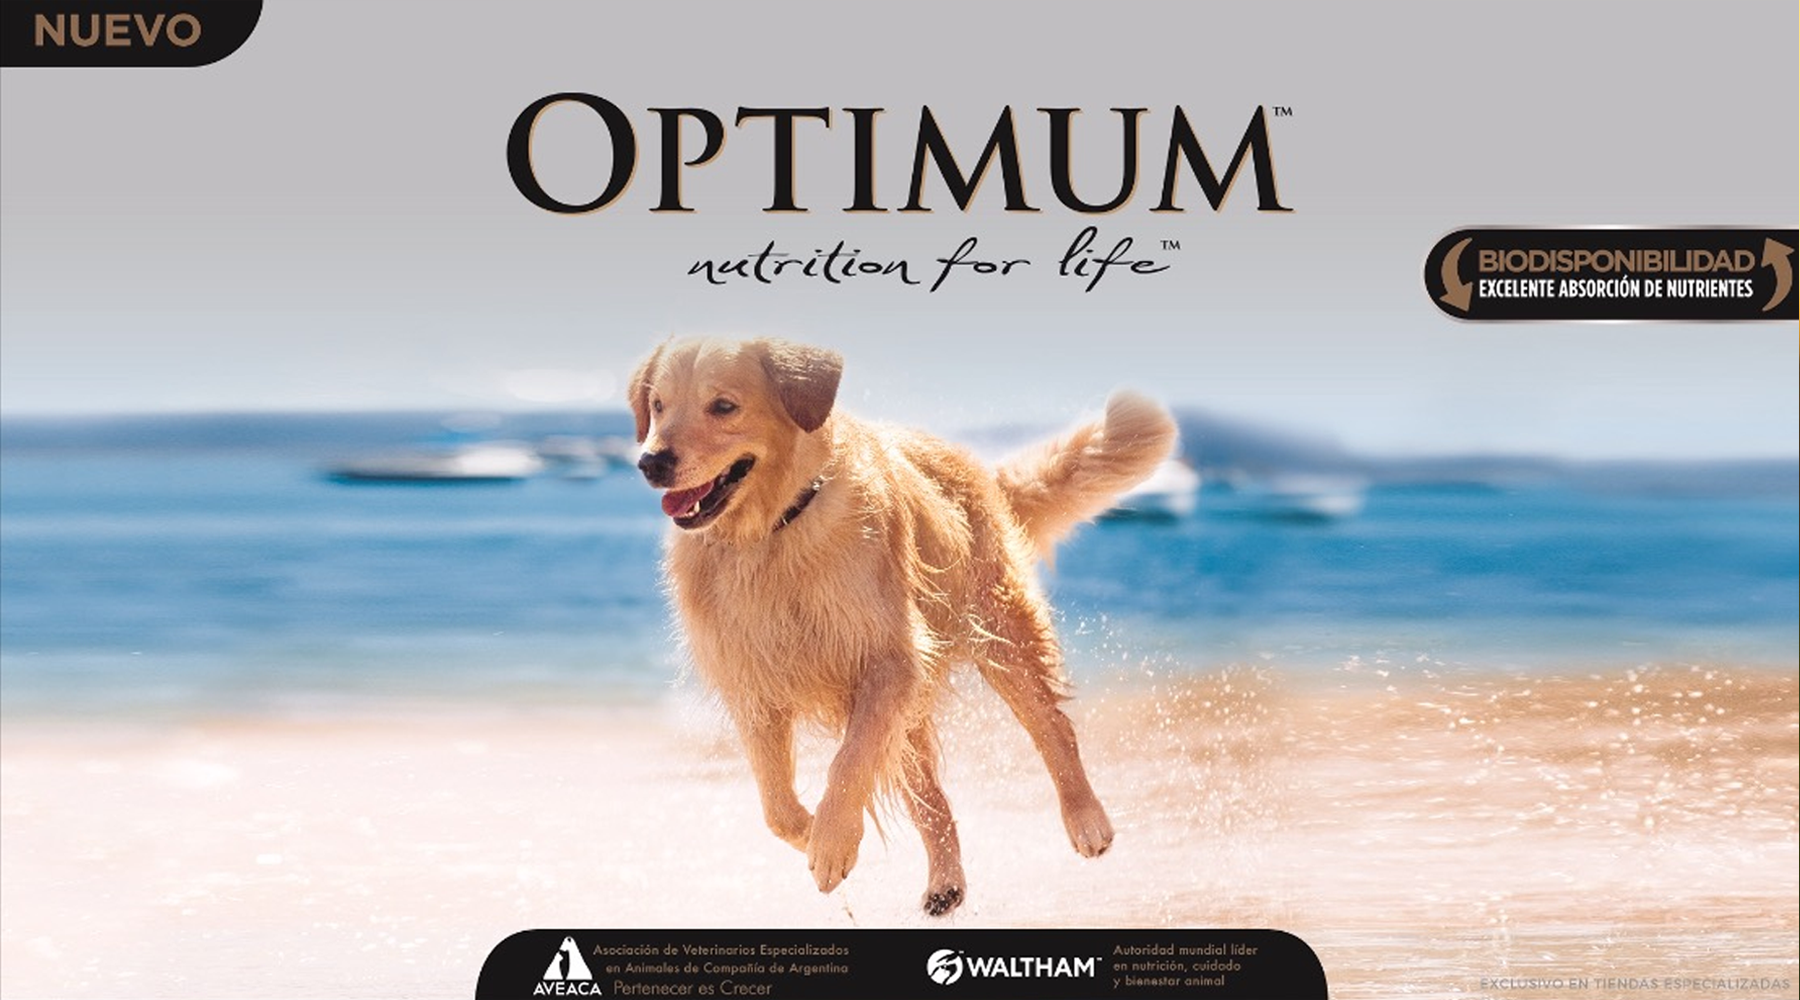 NUEVO
OPTIMUM™
nutrition for life™
BIODISPONIBILIDAD
EXCELENTE ABSORCIÓN DE NUTRIENTES
Asociación de Veterinarios Especializados
en Animales de Compañía de Argentina
AVEACA Pertenecer es Crecer
WALTHAM™
Autoridad mundial líder
en nutrición, cuidado
y bienestar animal
EXCLUSIVO EN TIENDAS ESPECIALIZADAS